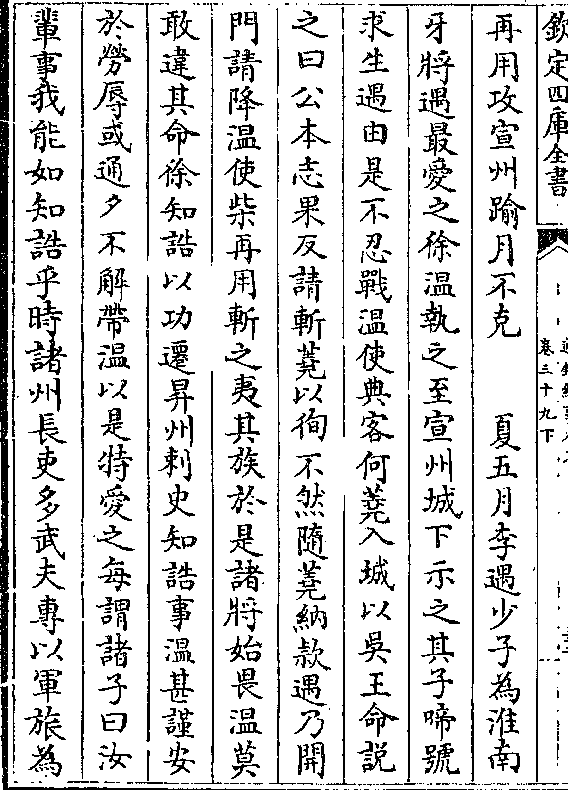 欽定四庫全書
卷三十九下
再用攻宣州踰月不克　　夏五月李遇少子為淮南
牙將遇最愛之徐溫執之至宣州城下示之其子啼號
求生遇由是不忍戰溫使典客何蕘入城以吳王命説
之曰公本志果反請斬蕘以徇不然隨蕘納款遇乃開
門請降溫使柴再用斬之夷其族於是諸將始畏溫莫
敢違其命徐知誥以功遷昇州刺史知誥事溫甚謹安
於勞辱或通夕不解帶溫以是特愛之每謂諸子曰汝
輩事我能如知誥乎時諸州長吏多武夫專以軍旅為